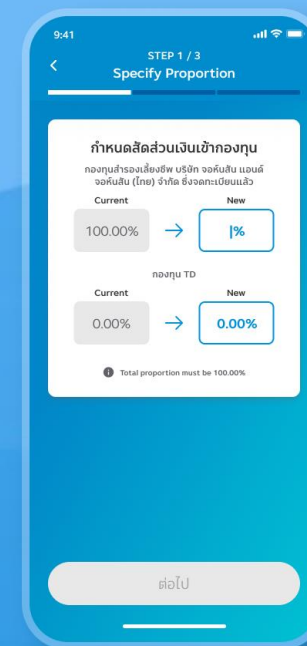 9:41
STEP 1 / 3
Specify Proportion
กำหนดสัดส่วนเงินเข้ากองทุน
กองทุนสำรองเลี้ยงชีพ บริษัท จอห์นสัน แอนด์
จอห์นสัน (ไทย) จำกัด ซึ่งจดทะเบียนแล้ว
Current New
100.00% %
กองทุน TD
Current New
0.00% 0.00%
Total proportion must be 100.00%
ต่อไป